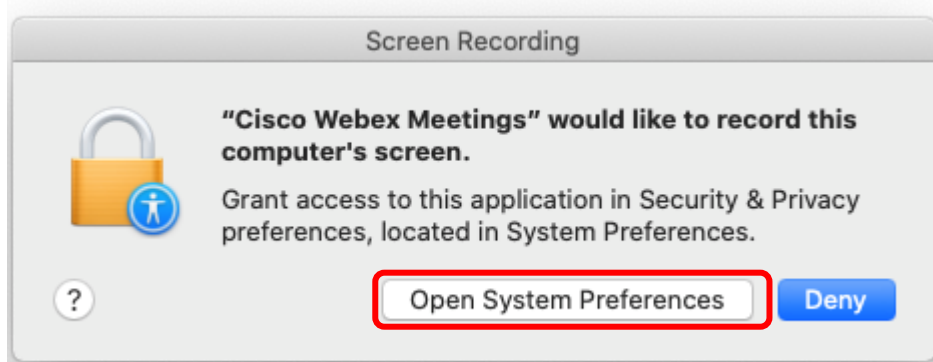 Screen Recording
“Cisco Webex Meetings” would like to record this
computer's screen.
Grant access to this application in Security & Privacy
preferences, located in System Preferences.
? Open System Preferences Deny